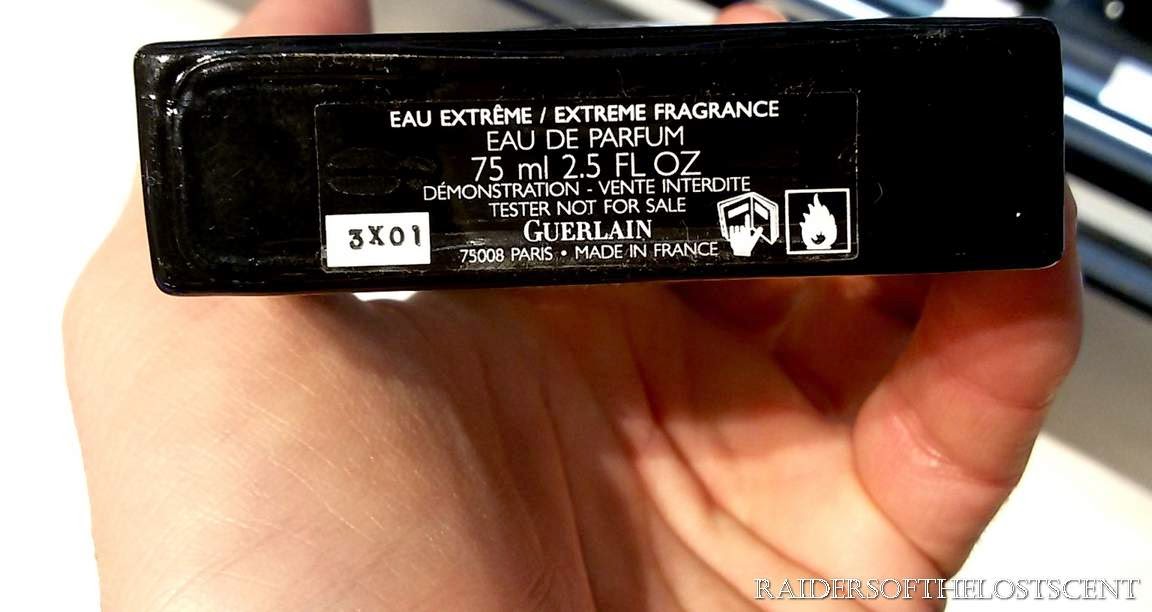 EAU EXTRÊME / EXTREME FRAGRANCE
EAU DE PARFUM
75 ml 2.5 FL OZ
DÉMONSTRATION - VENTE INTERDITE
TESTER NOT FOR SALE
GUERLAIN
3X01
75008 PARIS • MADE IN FRANCE
RAIDERSOFTHELOSTSCENT